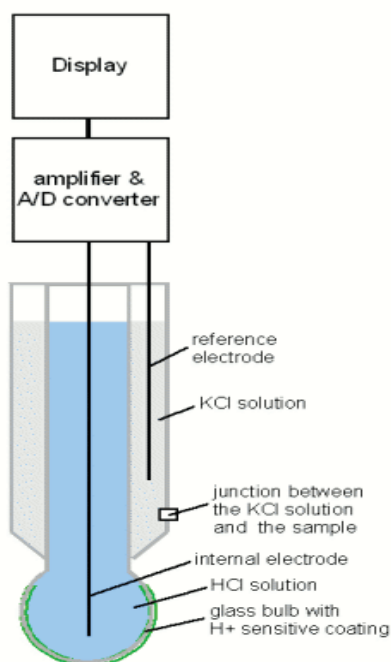 Display
amplifier &
A/D converter
reference
electrode
KCl solution
junction between
the KCl solution
and the sample
internal electrode
HCl solution
glass bulb with
H+ sensitive coating